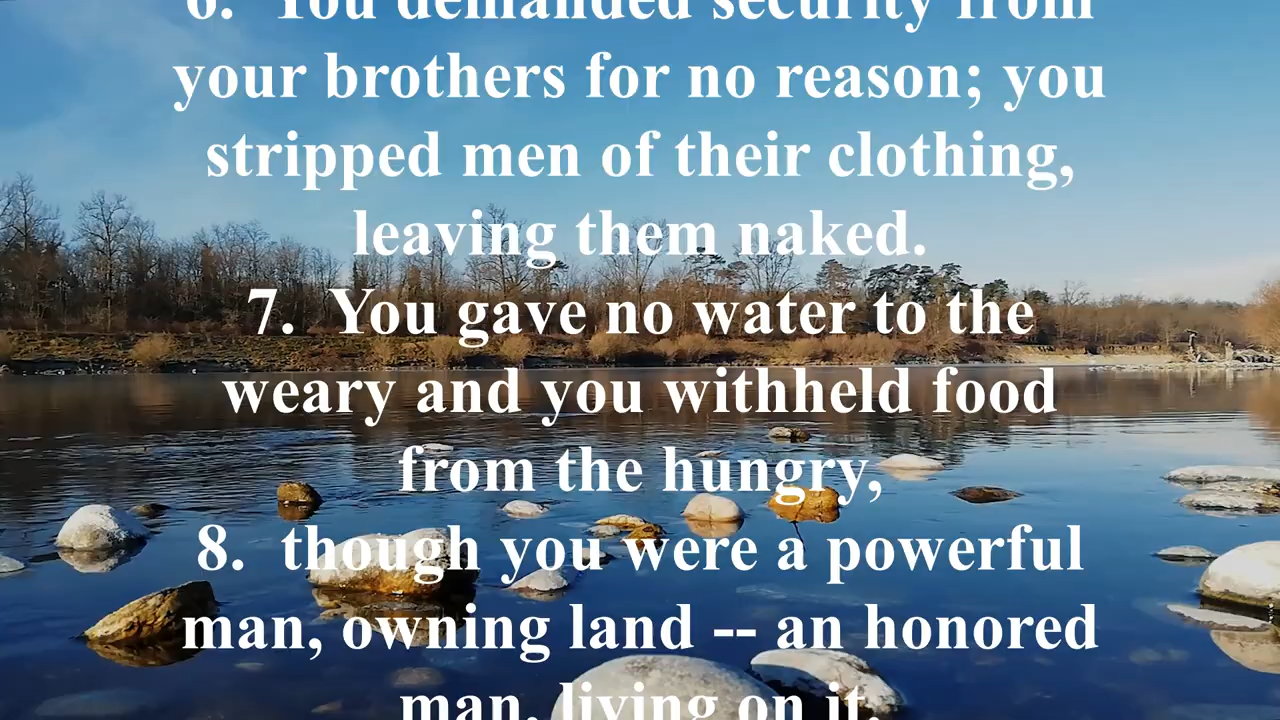 6. You demanded security from
your brothers for no reason; you
stripped men of their clothing,
leaving them naked.
7. You gave no water to the
weary and you withheld food
from the hungry,
8. though you were a powerful
man, owning land -- an honored
man, living on it.